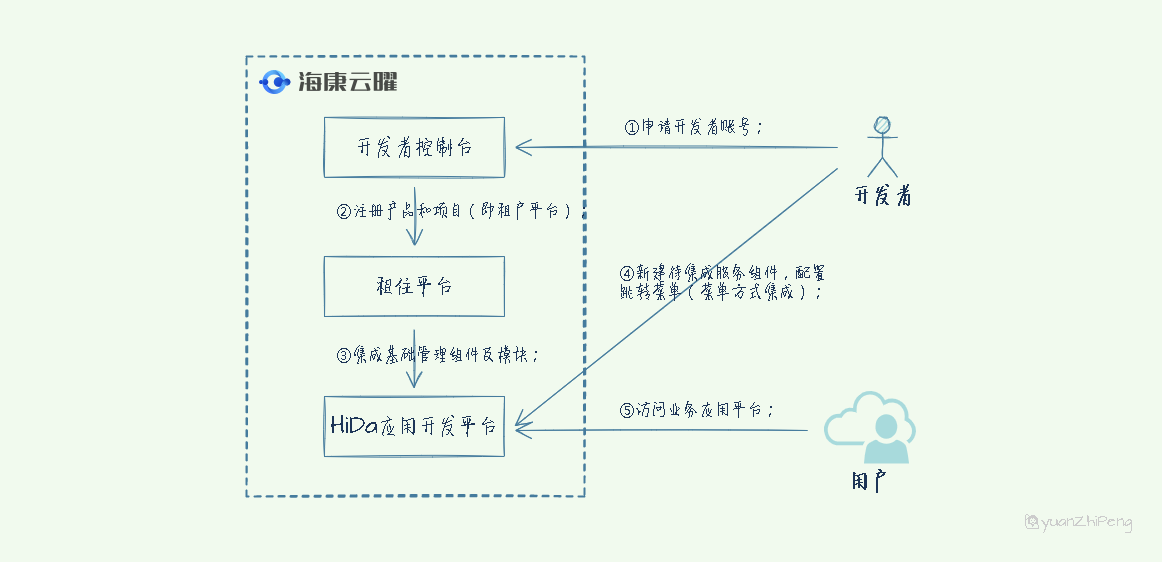 海康云曜
开发者控制台
①申请开发者账号；
开发者
②注册产品和项目（即租户平台）；
租住平台
④新建待集成服务组件，配置
跳转菜单（菜单方式集成）；
③集成基础管理组件及模块；
HiDa应用开发平台
⑤访问业务应用平台；
用户
yuanZhiPeng